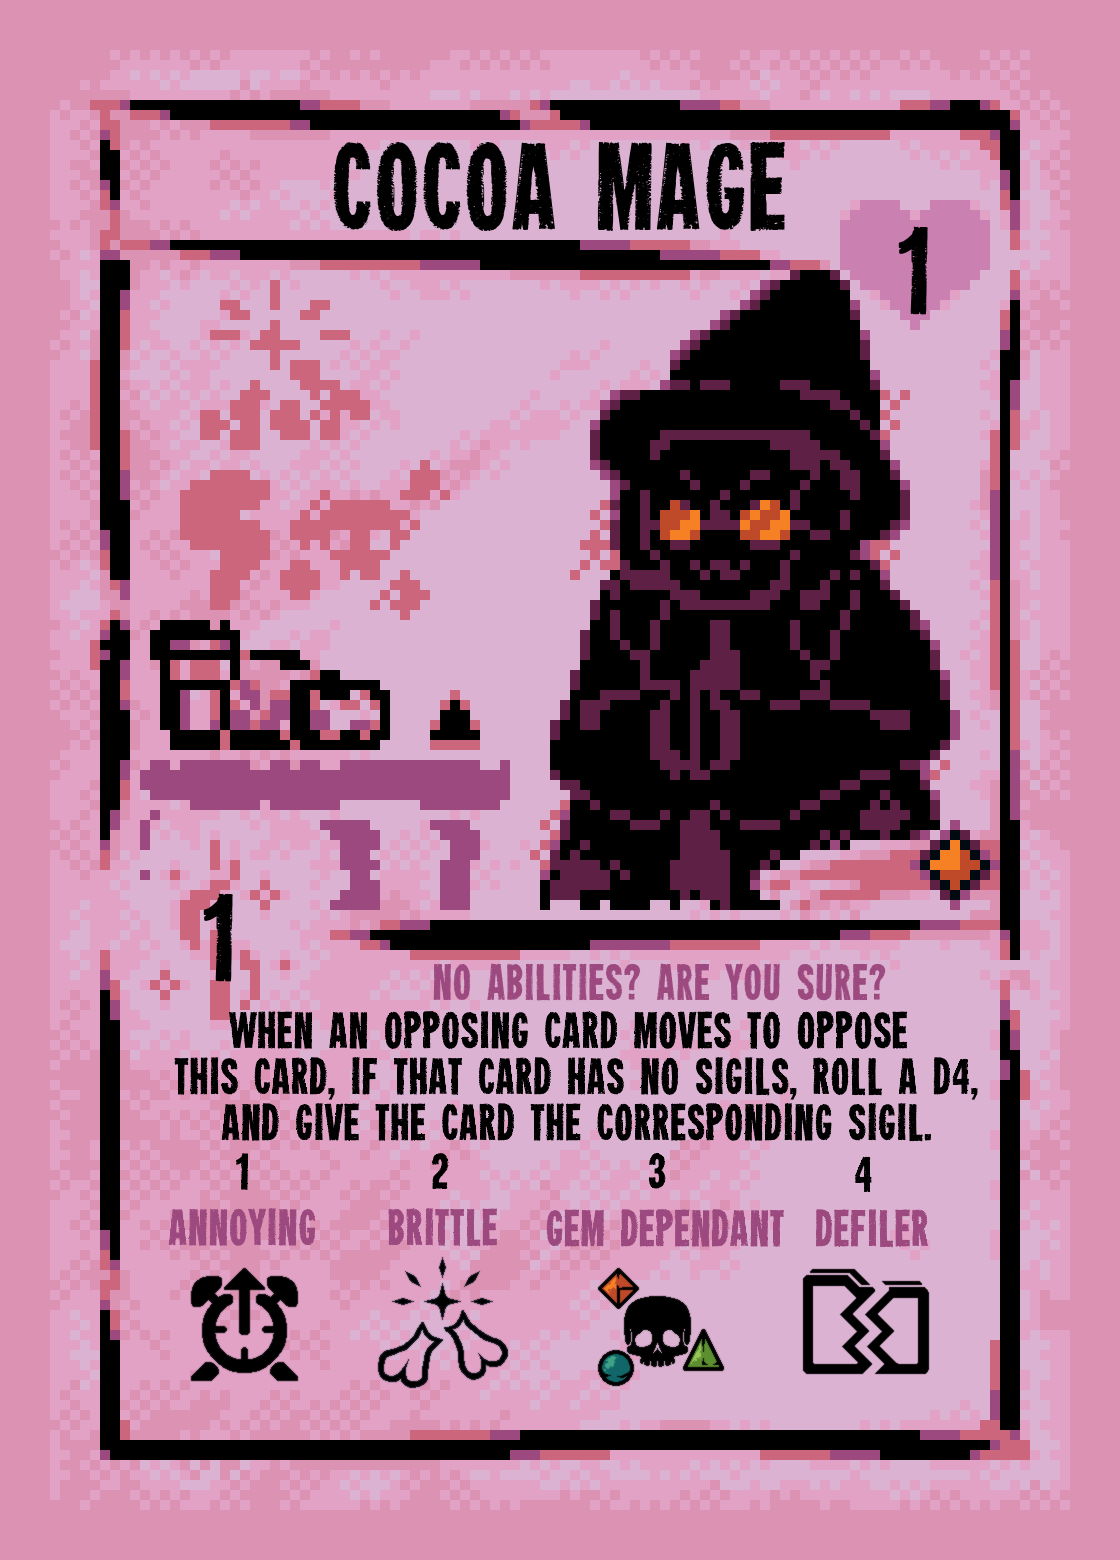 COCOA MAGE
1
1
NO ABILITIES? ARE YOU SURE?
WHEN AN OPPOSING CARD MOVES TO OPPOSE
THIS CARD, IF THAT CARD HAS NO SIGILS, ROLL A D4,
AND GIVE THE CARD THE CORRESPONDING SIGIL.
1 2 3 4
ANNOYING BRITTLE GEM DEPENDANT DEFILER